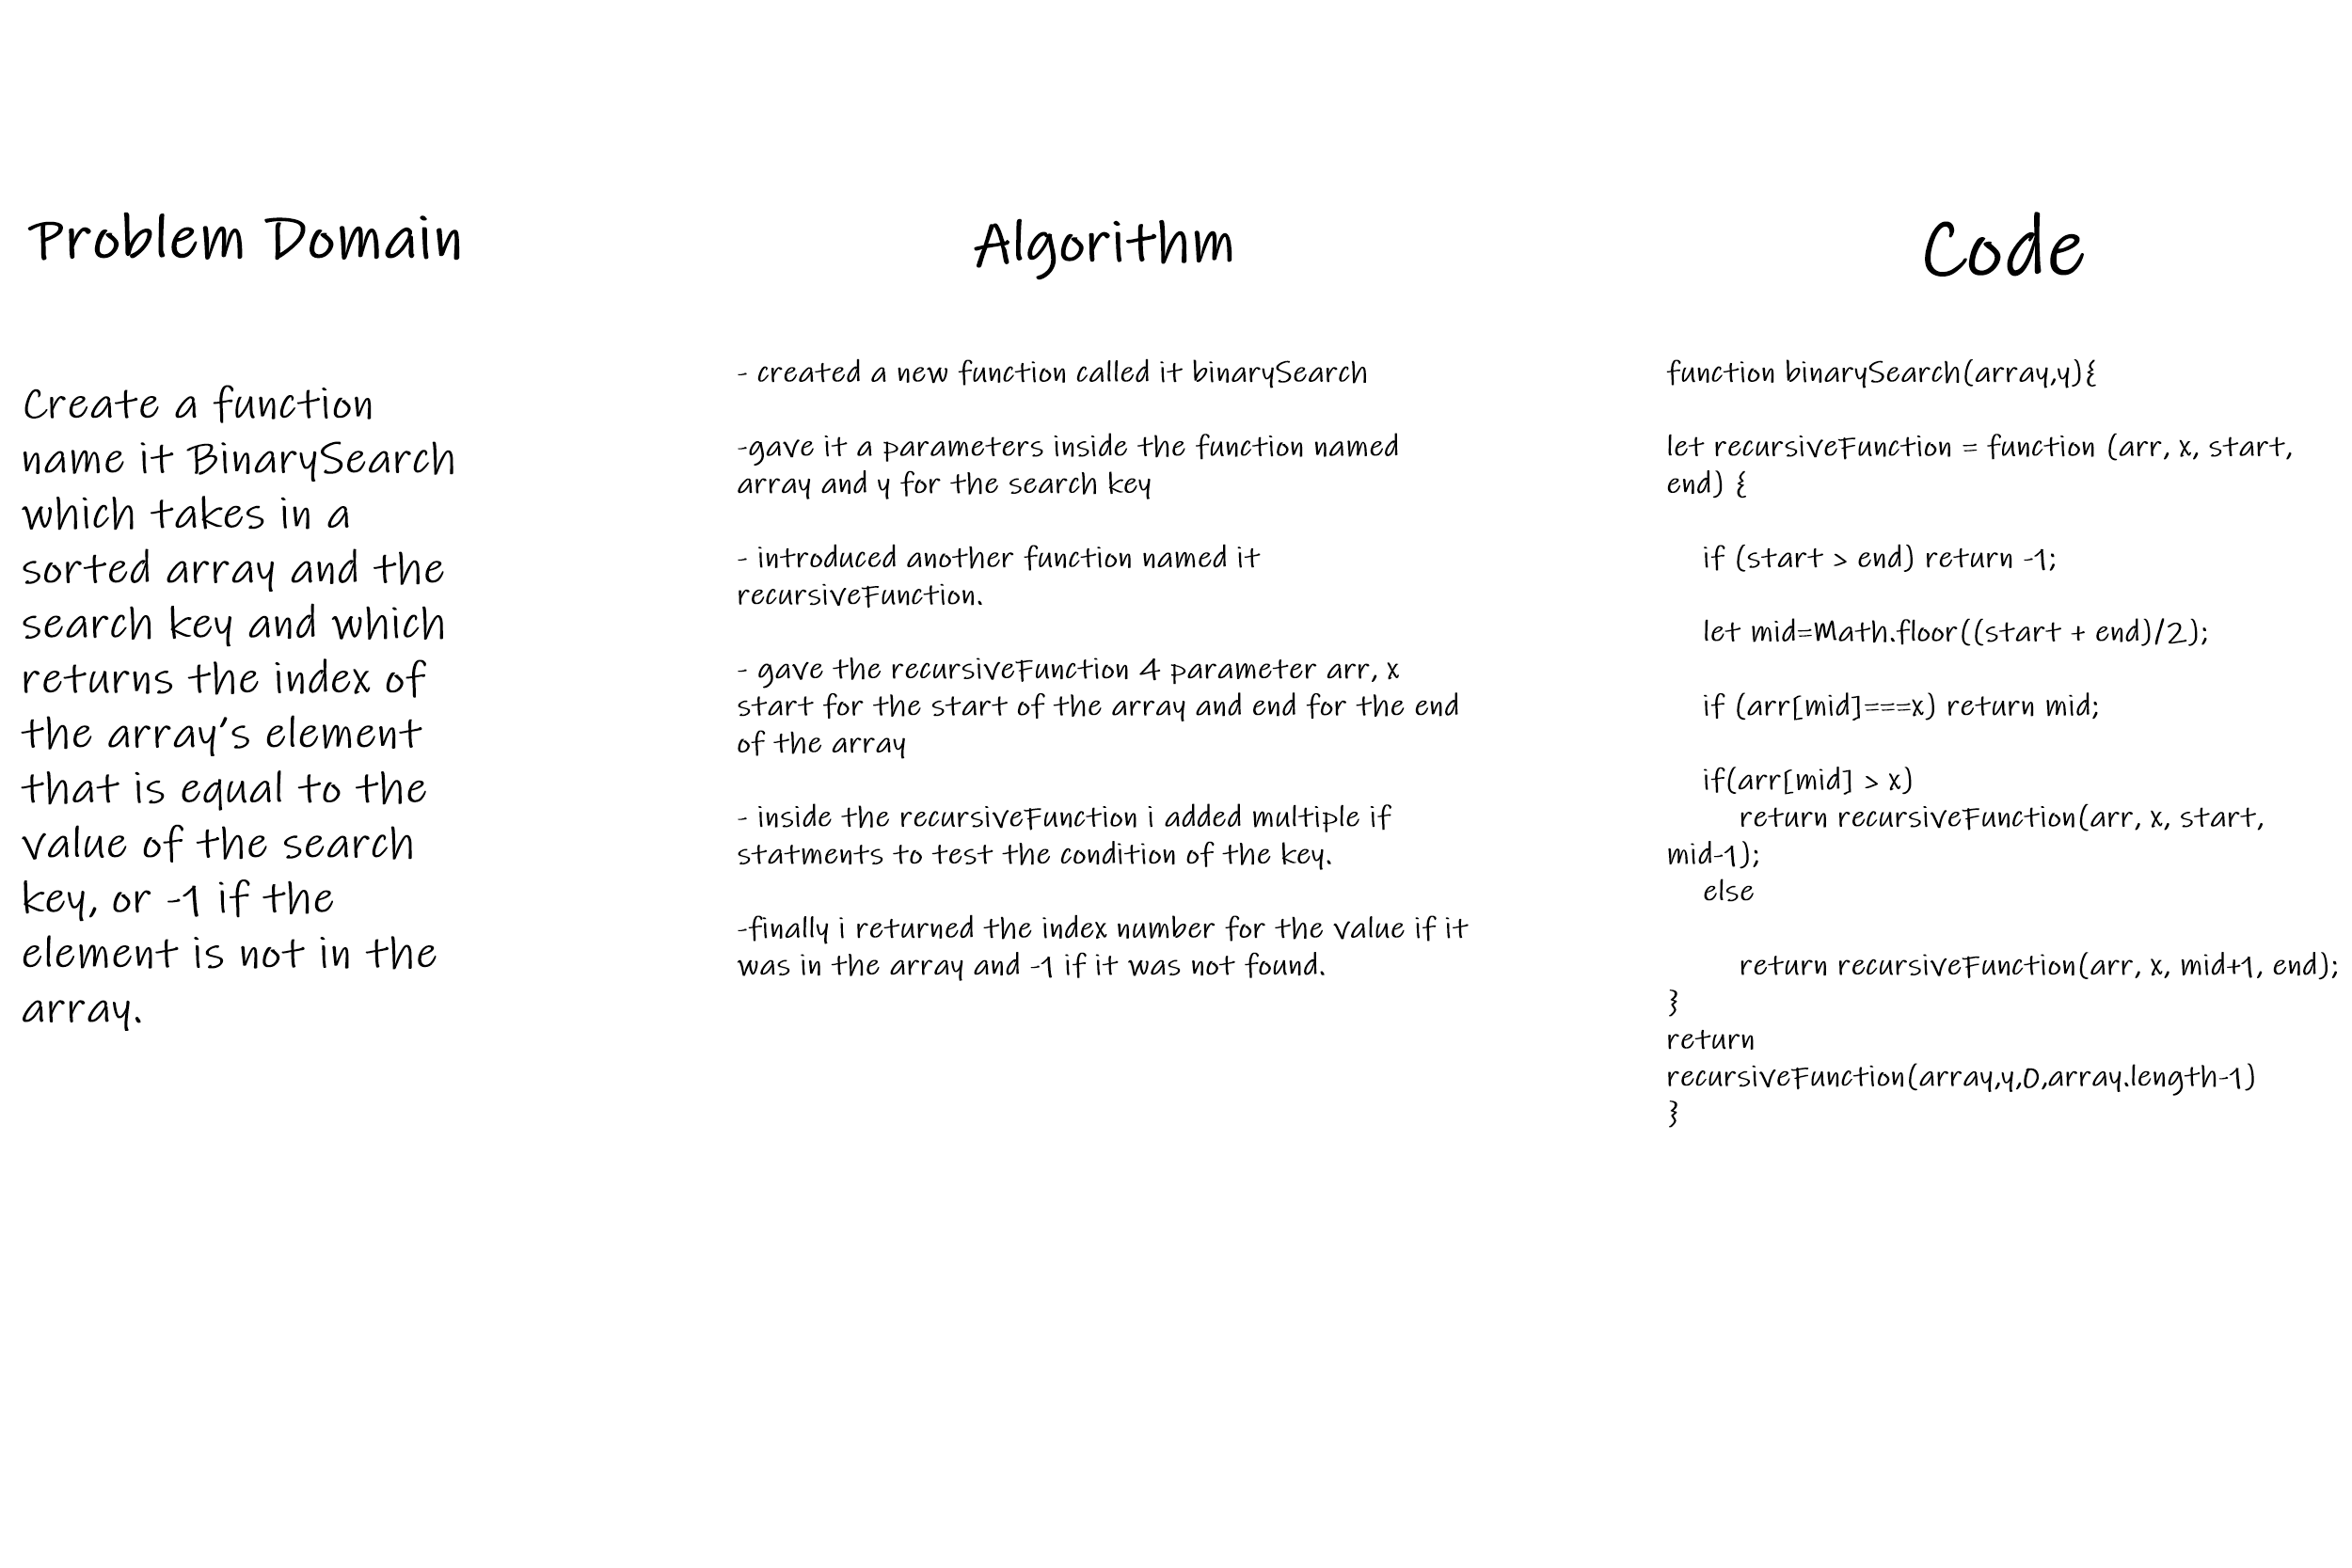 Problem Domain
Create a function
name it BinarySearch
which takes in a
sorted array and the
search key and which
returns the index of
the array's element
that is equal to the
value of the search
key, or -1 if the
element is not in the
array.
Algorithm
- created a new function called it binarySearch
-gave it a parameters inside the function named
array and y for the search key
- introduced another function named it
recursiveFunction.
- gave the recursiveFunction 4 parameter arr, x
start for the start of the array and end for the end
of the array
- inside the recursiveFunction i added multiple if
statments to test the condition of the key.
-finally i returned the index number for the value if it
was in the array and -1 if it was not found.
Code
function binarySearch(array,y){
let recursiveFunction = function (arr, x, start,
end) {
if (start > end) return -1;
let mid=Math.floor((start + end)/2);
if (arr[mid]===x) return mid;
if(arr[mid] > x)
return recursiveFunction(arr, x, start,
mid-1);
else
return recursiveFunction(arr, x, mid+1, end);
}
return
recursiveFunction(array,y,0,array.length-1)
}